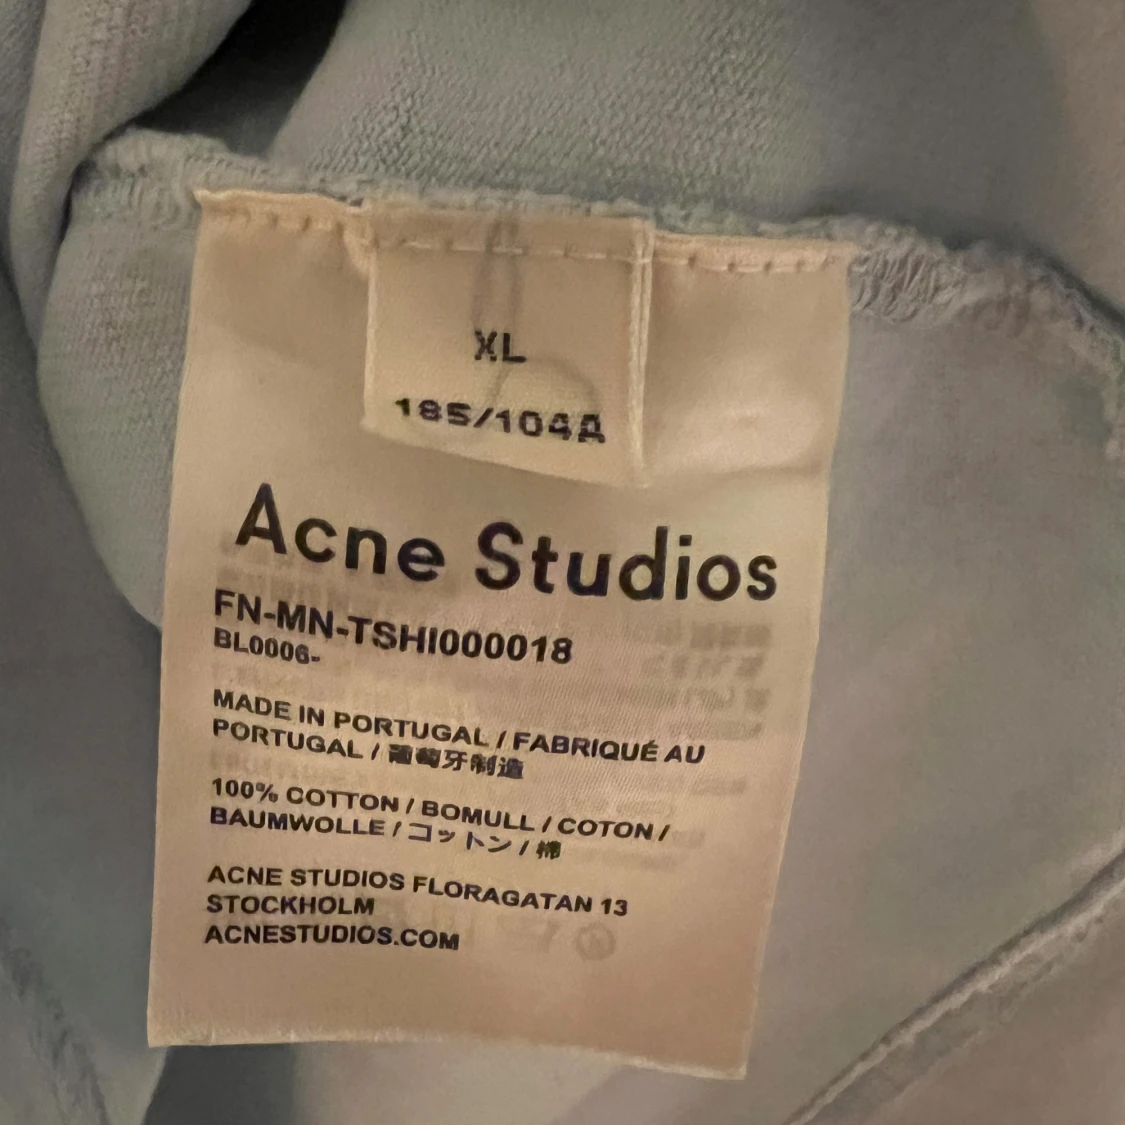 XL
185/104A
Acne Studios
FN-MN-TSHI000018
BL0006-
MADE IN PORTUGAL / FABRIQUÉ AU
PORTUGAL / 葡萄牙制造
100% COTTON / BOMULL / COTON /
BAUMWOLLE / コットン / 棉
ACNE STUDIOS FLORAGATAN 13
STOCKHOLM
ACNESTUDIOS.COM